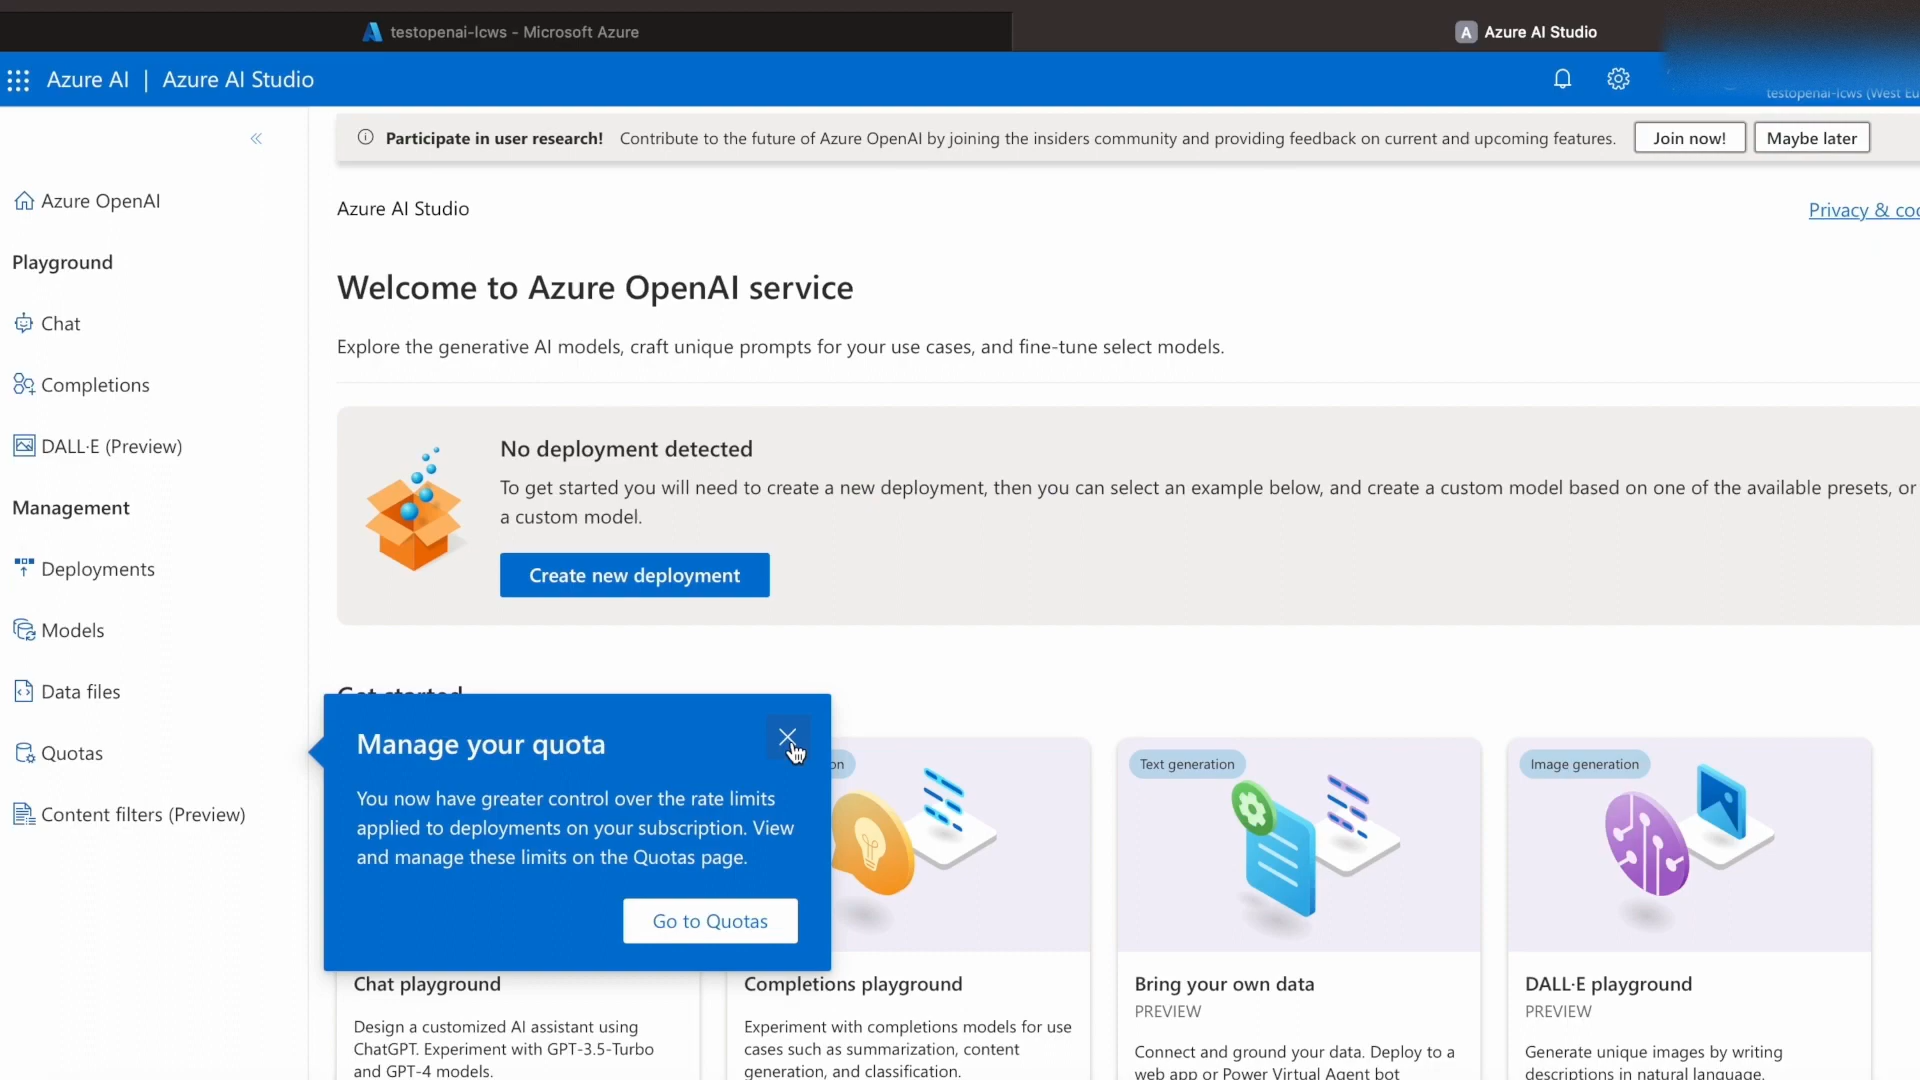 testopenai-lcws - Microsoft Azure
A Azure AI Studio
Azure AI | Azure AI Studio
testopenai-lcws (West Eu
Participate in user research! Contribute to the future of Azure OpenAI by joining the insiders community and providing feedback on current and upcoming features.
Join now!
Maybe later
Azure OpenAI
Playground
Chat
Completions
DALL·E (Preview)
Management
Deployments
Models
Data files
Quotas
Content filters (Preview)
Azure AI Studio
Privacy & coo
Welcome to Azure OpenAI service
Explore the generative AI models, craft unique prompts for your use cases, and fine-tune select models.
No deployment detected
To get started you will need to create a new deployment, then you can select an example below, and create a custom model based on one of the available presets, or
a custom model.
Create new deployment
Get started
Manage your quota
You now have greater control over the rate limits
applied to deployments on your subscription. View
and manage these limits on the Quotas page.
Go to Quotas
Chat playground
Design a customized AI assistant using
ChatGPT. Experiment with GPT-3.5-Turbo
and GPT-4 models.
on
Completions playground
Experiment with completions models for use
cases such as summarization, content
generation, and classification.
Text generation
Bring your own data
PREVIEW
Connect and ground your data. Deploy to a
web app or Power Virtual Agent bot
Image generation
DALL·E playground
PREVIEW
Generate unique images by writing
descriptions in natural language.